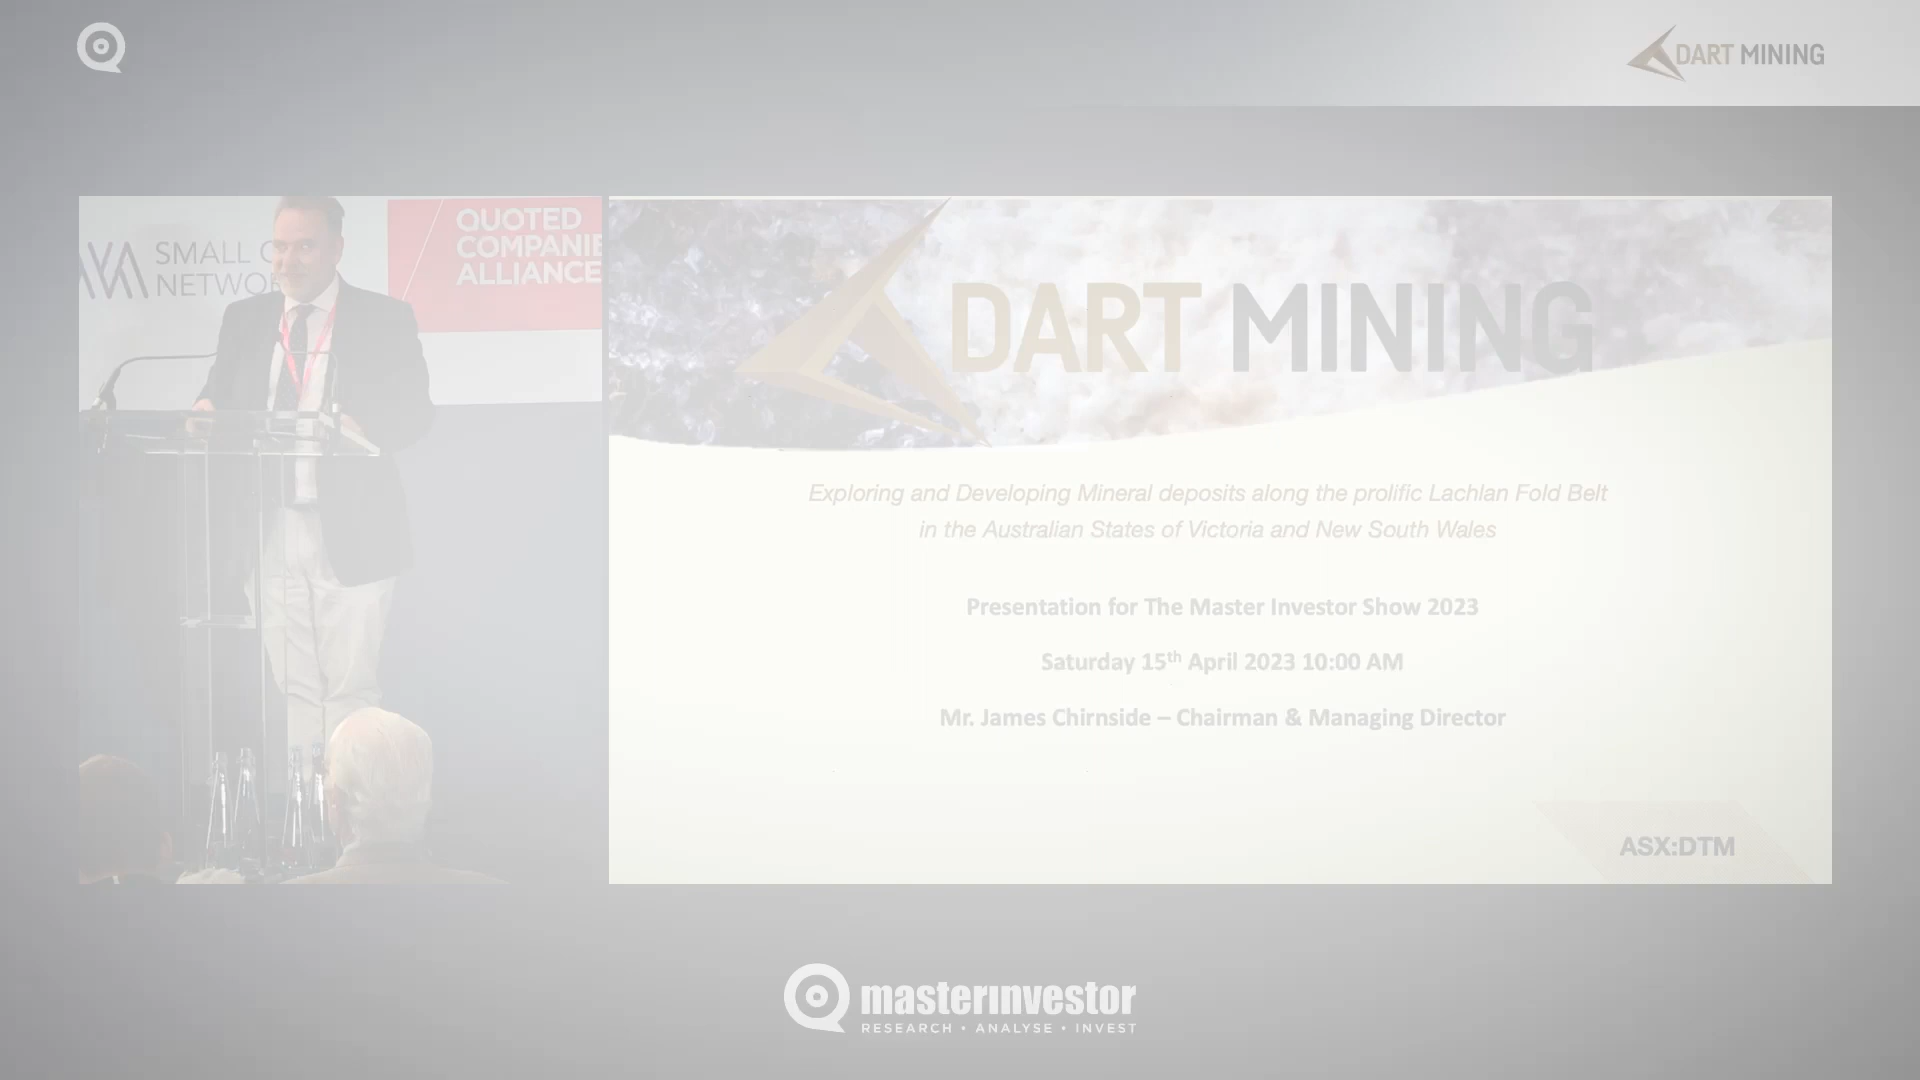 DART MINING
SMALL C
NETWOR
QUOTED
COMPANIE
ALLIANCE
DART MINING
Exploring and Developing Mineral deposits along the prolific Lachlan Fold Belt
in the Australian States of Victoria and New South Wales
Presentation for The Master Investor Show 2023
Saturday 15th April 2023 10:00 AM
Mr. James Chirnside – Chairman & Managing Director
ASX:DTM
masterinvestor
RESEARCH • ANALYSE • INVEST